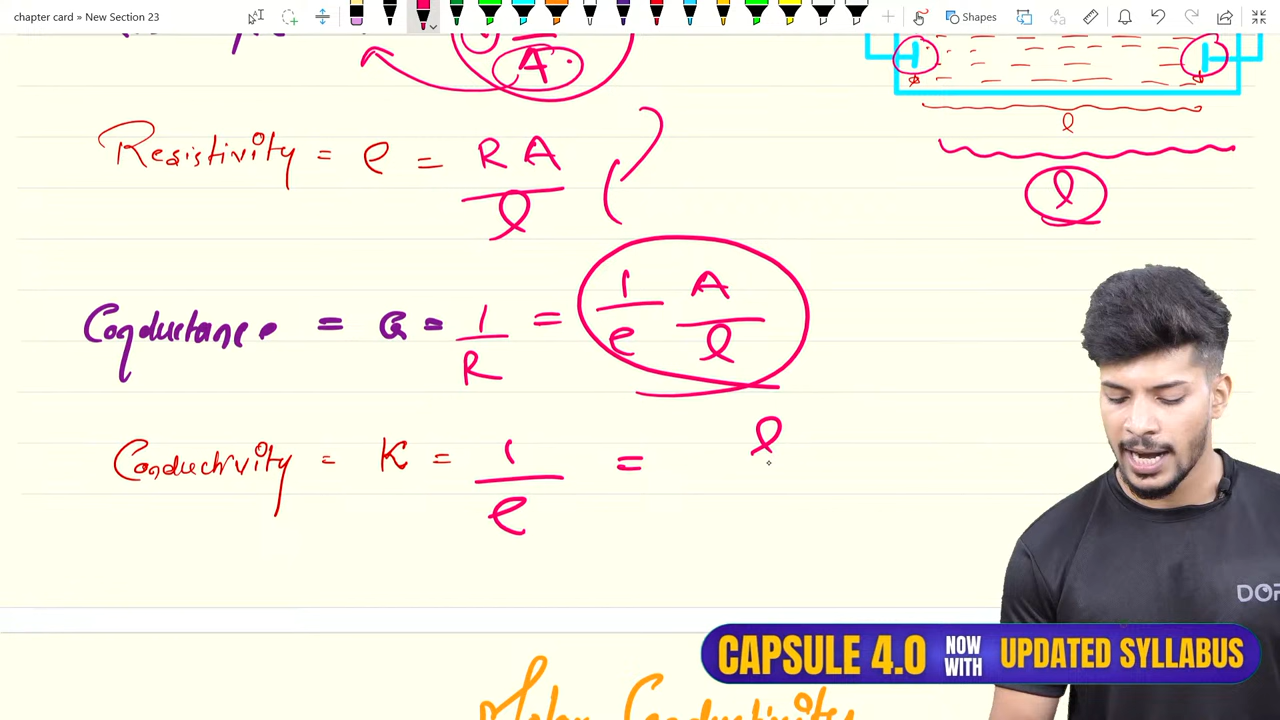 chapter card » New Section 23
Shapes
A
l
l
Resistivity = ρ = RA / l
Conductance = G = 1/R = 1/ρ A/l
Conductivity = K = 1/ρ = l
DOP
CAPSULE 4.0 NOW WITH UPDATED SYLLABUS
Molar Conductivity